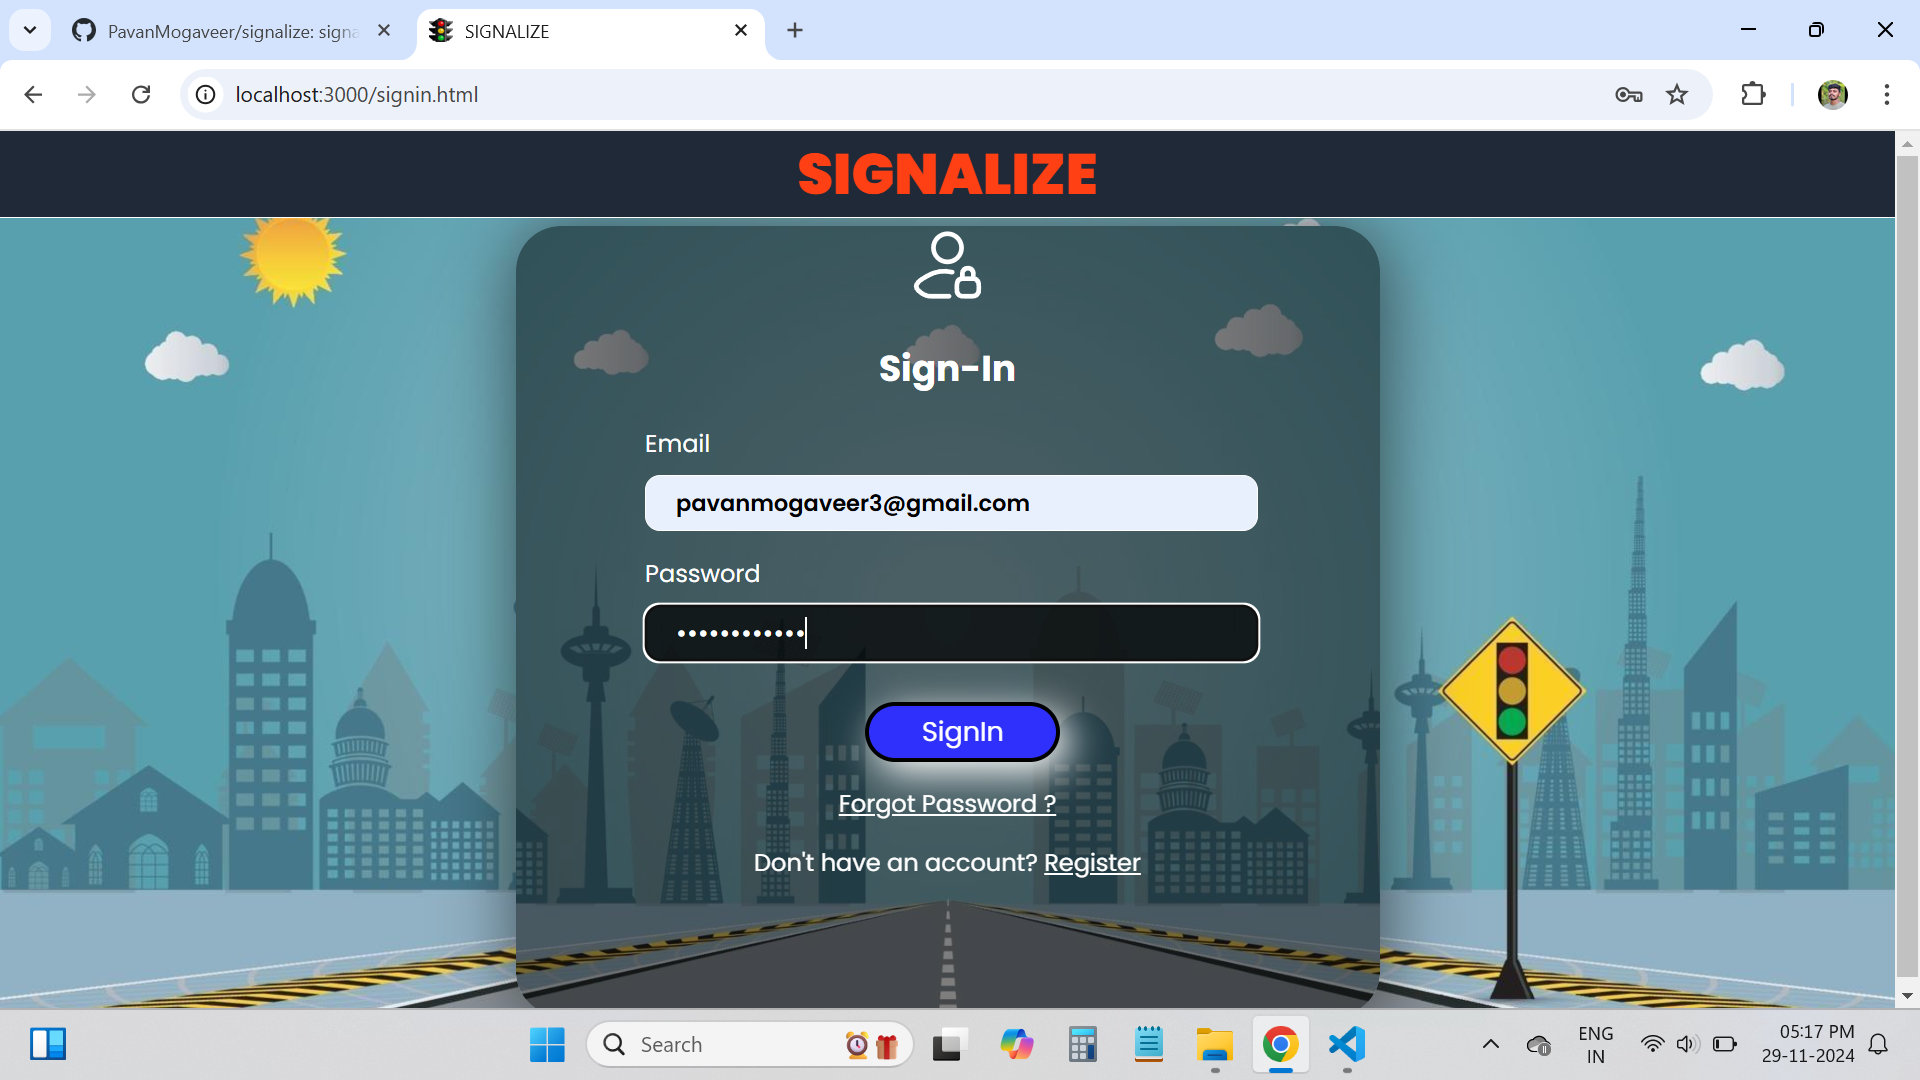 PavanMogaveer/signalize: signa
SIGNALIZE
localhost:3000/signin.html
SIGNALIZE
Sign-In
Email
pavanmogaveer3@gmail.com
Password
••••••••••••
SignIn
Forgot Password ?
Don't have an account? Register
Search
ENG
IN
05:17 PM
29-11-2024